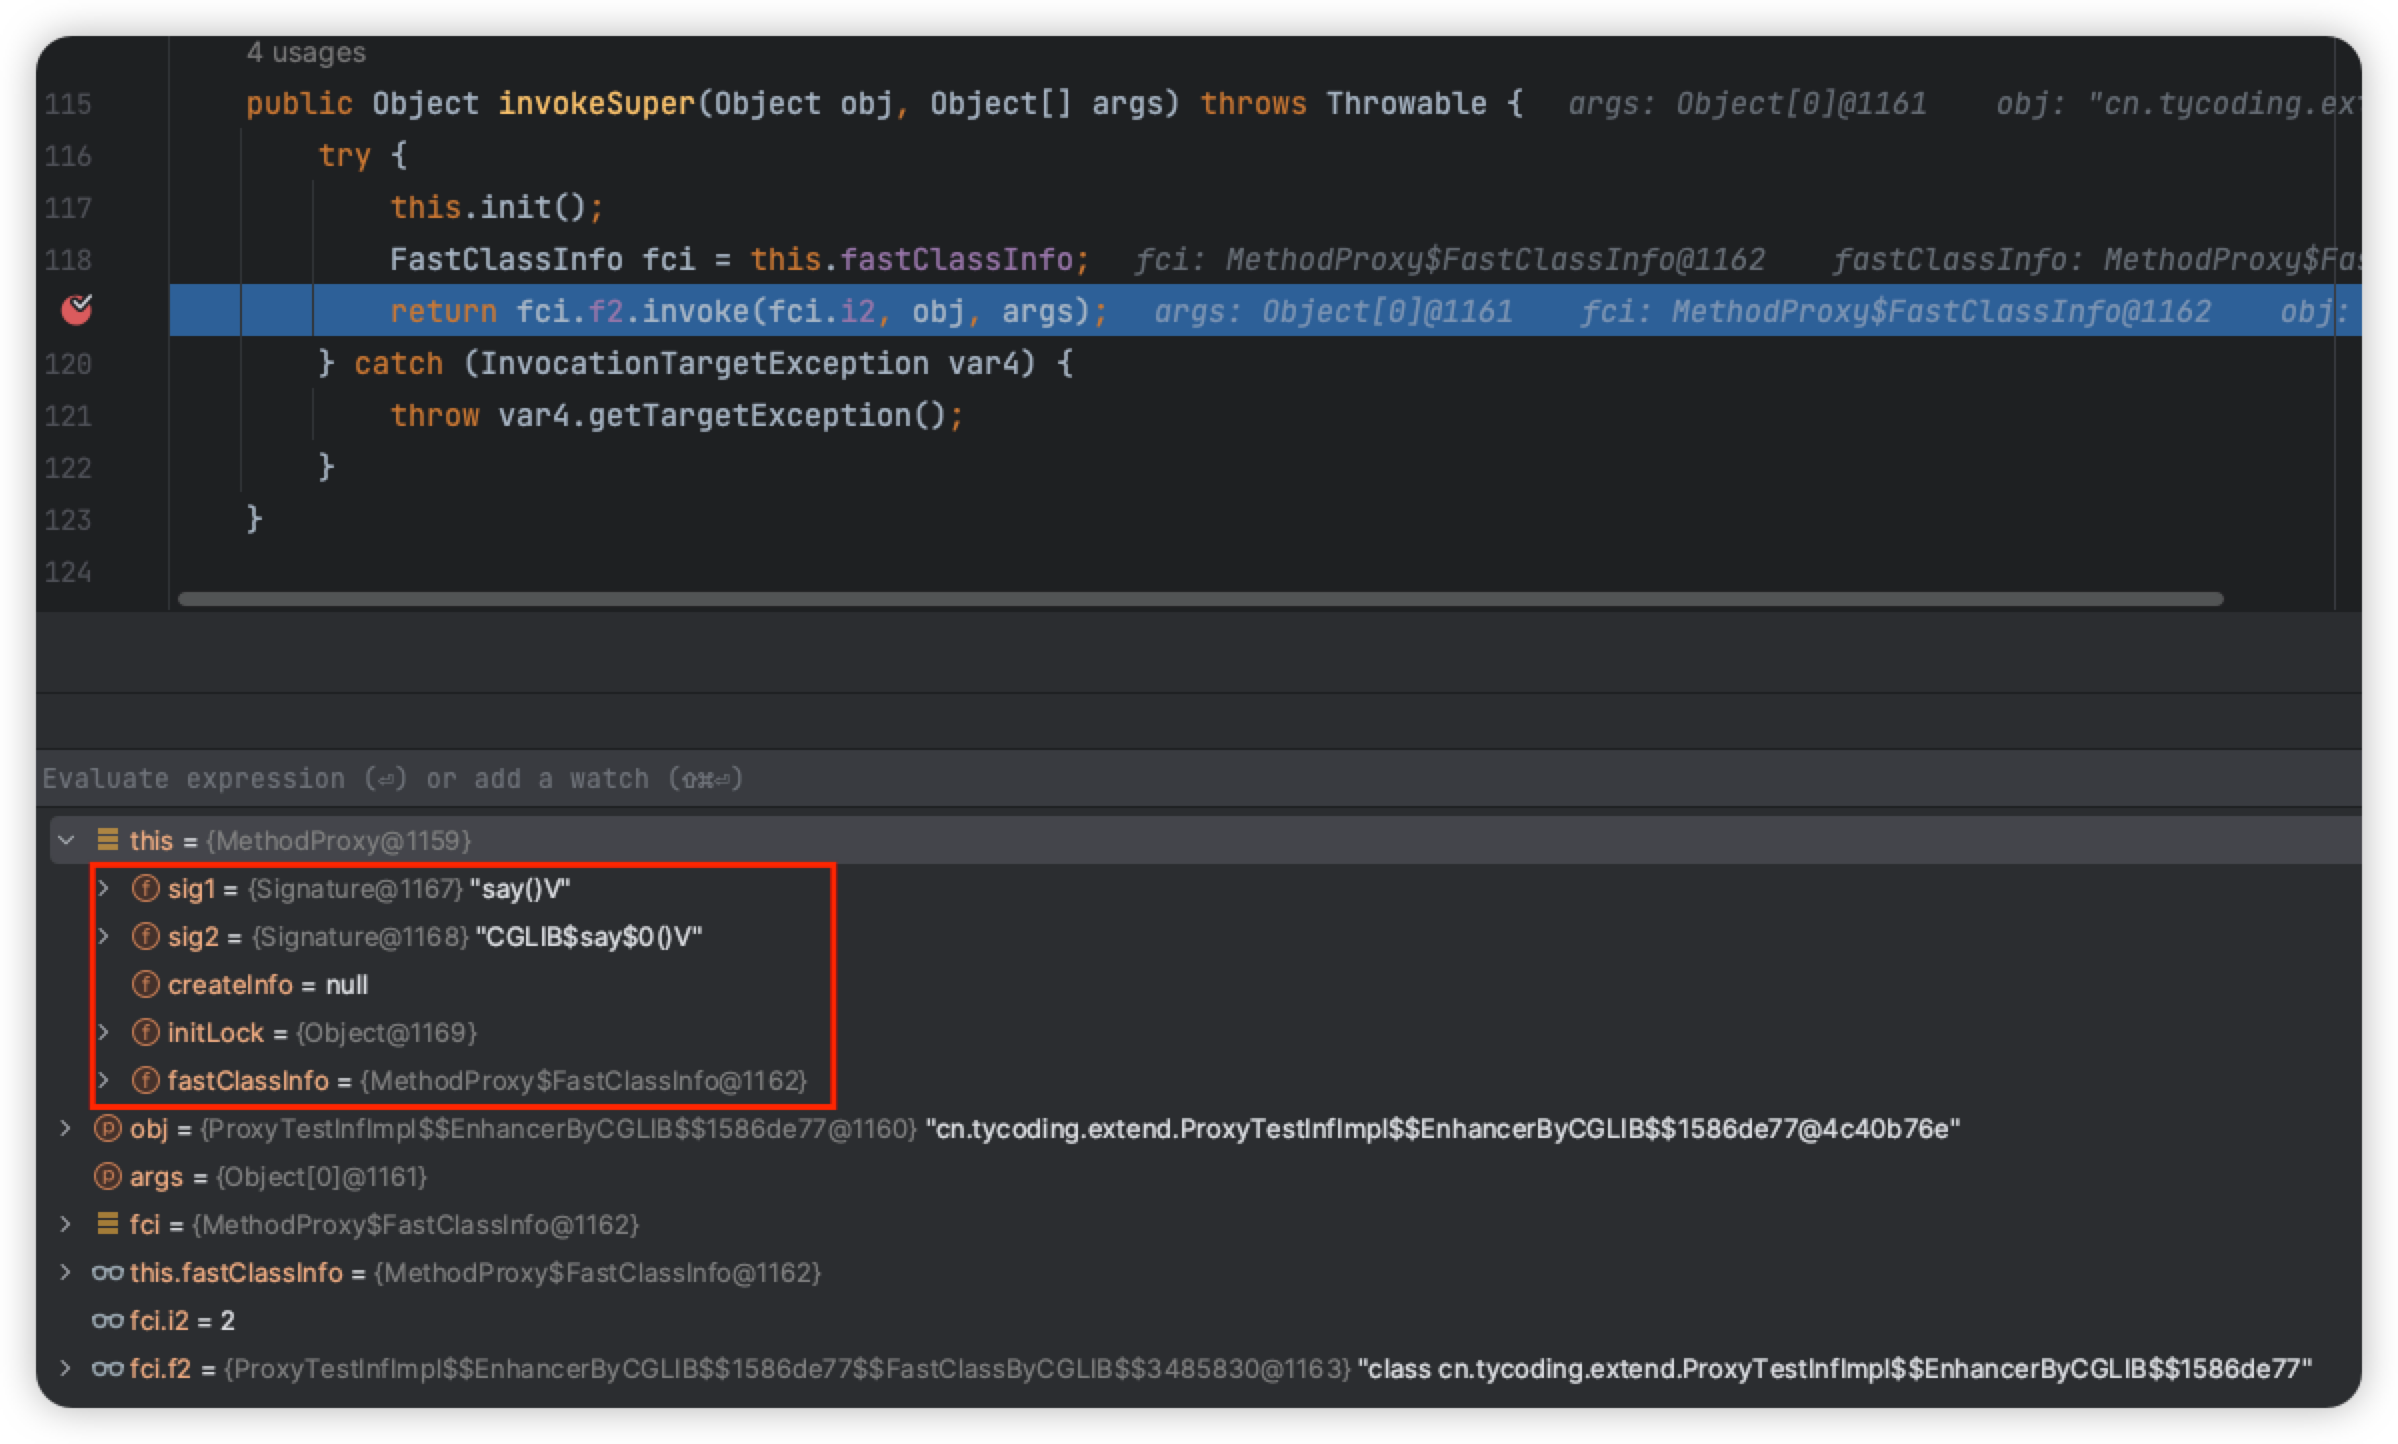 4 usages
115 public Object invokeSuper(Object obj, Object[] args) throws Throwable { args: Object[0]@1161 obj: "cn.tycoding.ex
116 try {
117 this.init();
118 FastClassInfo fci = this.fastClassInfo; fci: MethodProxy$FastClassInfo@1162 fastClassInfo: MethodProxy$Fas
return fci.f2.invoke(fci.i2, obj, args); args: Object[0]@1161 fci: MethodProxy$FastClassInfo@1162 obj:
120 } catch (InvocationTargetException var4) {
121 throw var4.getTargetException();
122 }
123 }
124
Evaluate expression (⏎) or add a watch (⇧⌘⏎)
this = {MethodProxy@1159}
f sig1 = {Signature@1167} "say()V"
f sig2 = {Signature@1168} "CGLIB$say$0()V"
f createInfo = null
f initLock = {Object@1169}
f fastClassInfo = {MethodProxy$FastClassInfo@1162}
p obj = {ProxyTestInfImpl$$EnhancerByCGLIB$$1586de77@1160} "cn.tycoding.extend.ProxyTestInfImpl$$EnhancerByCGLIB$$1586de77@4c40b76e"
p args = {Object[0]@1161}
fci = {MethodProxy$FastClassInfo@1162}
this.fastClassInfo = {MethodProxy$FastClassInfo@1162}
fci.i2 = 2
fci.f2 = {ProxyTestInfImpl$$EnhancerByCGLIB$$1586de77$$FastClassByCGLIB$$3485830@1163} "class cn.tycoding.extend.ProxyTestInfImpl$$EnhancerByCGLIB$$1586de77"